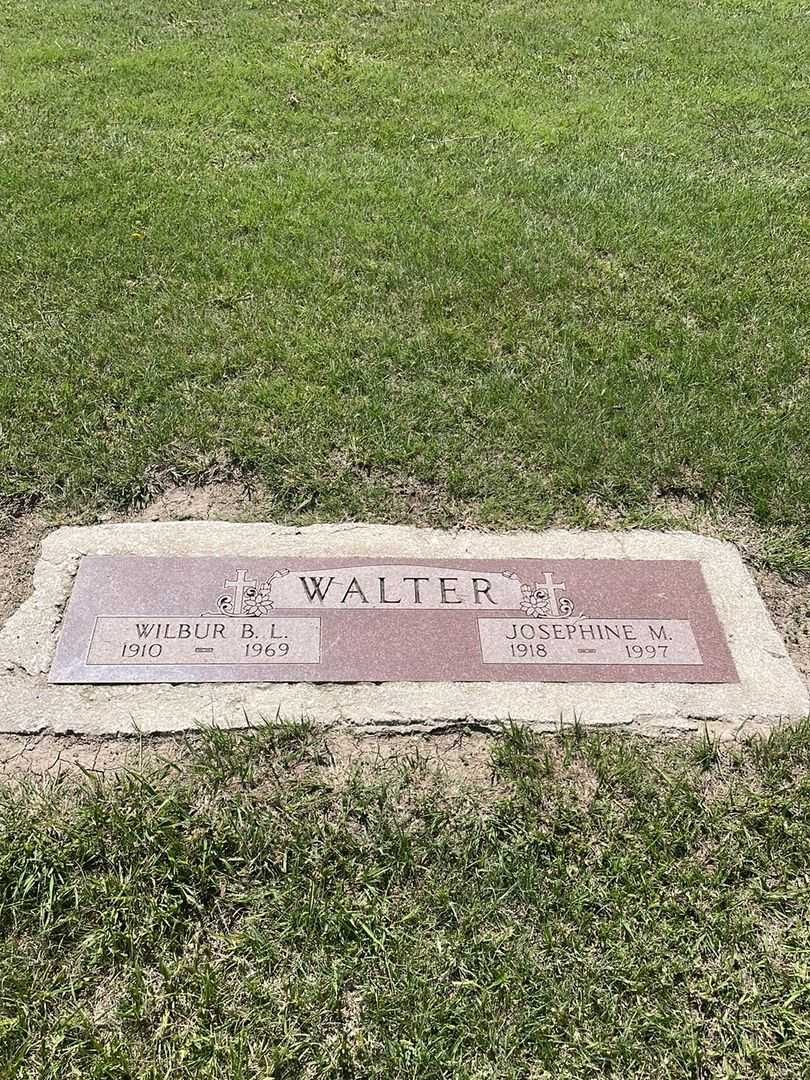 WALTER
WILBUR B. L.
1910 – 1969
JOSEPHINE M.
1918 – 1997